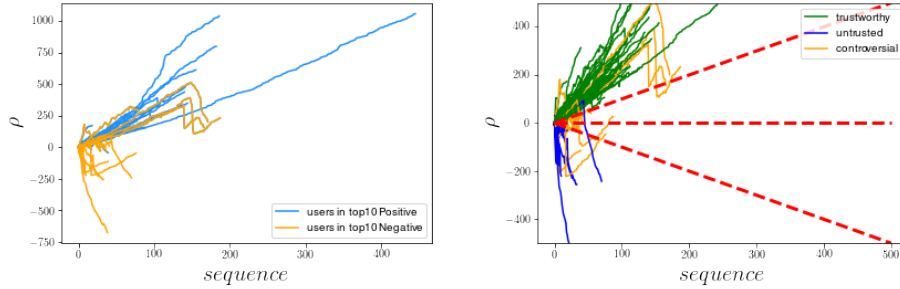 1000
750
500
250
0
−250
−500
−750
ρ
0
100
200
300
400
sequence
users in top10 Positive
users in top10 Negative
400
200
0
−200
−400
ρ
0
100
200
300
400
500
sequence
trustworthy
untrusted
controversial